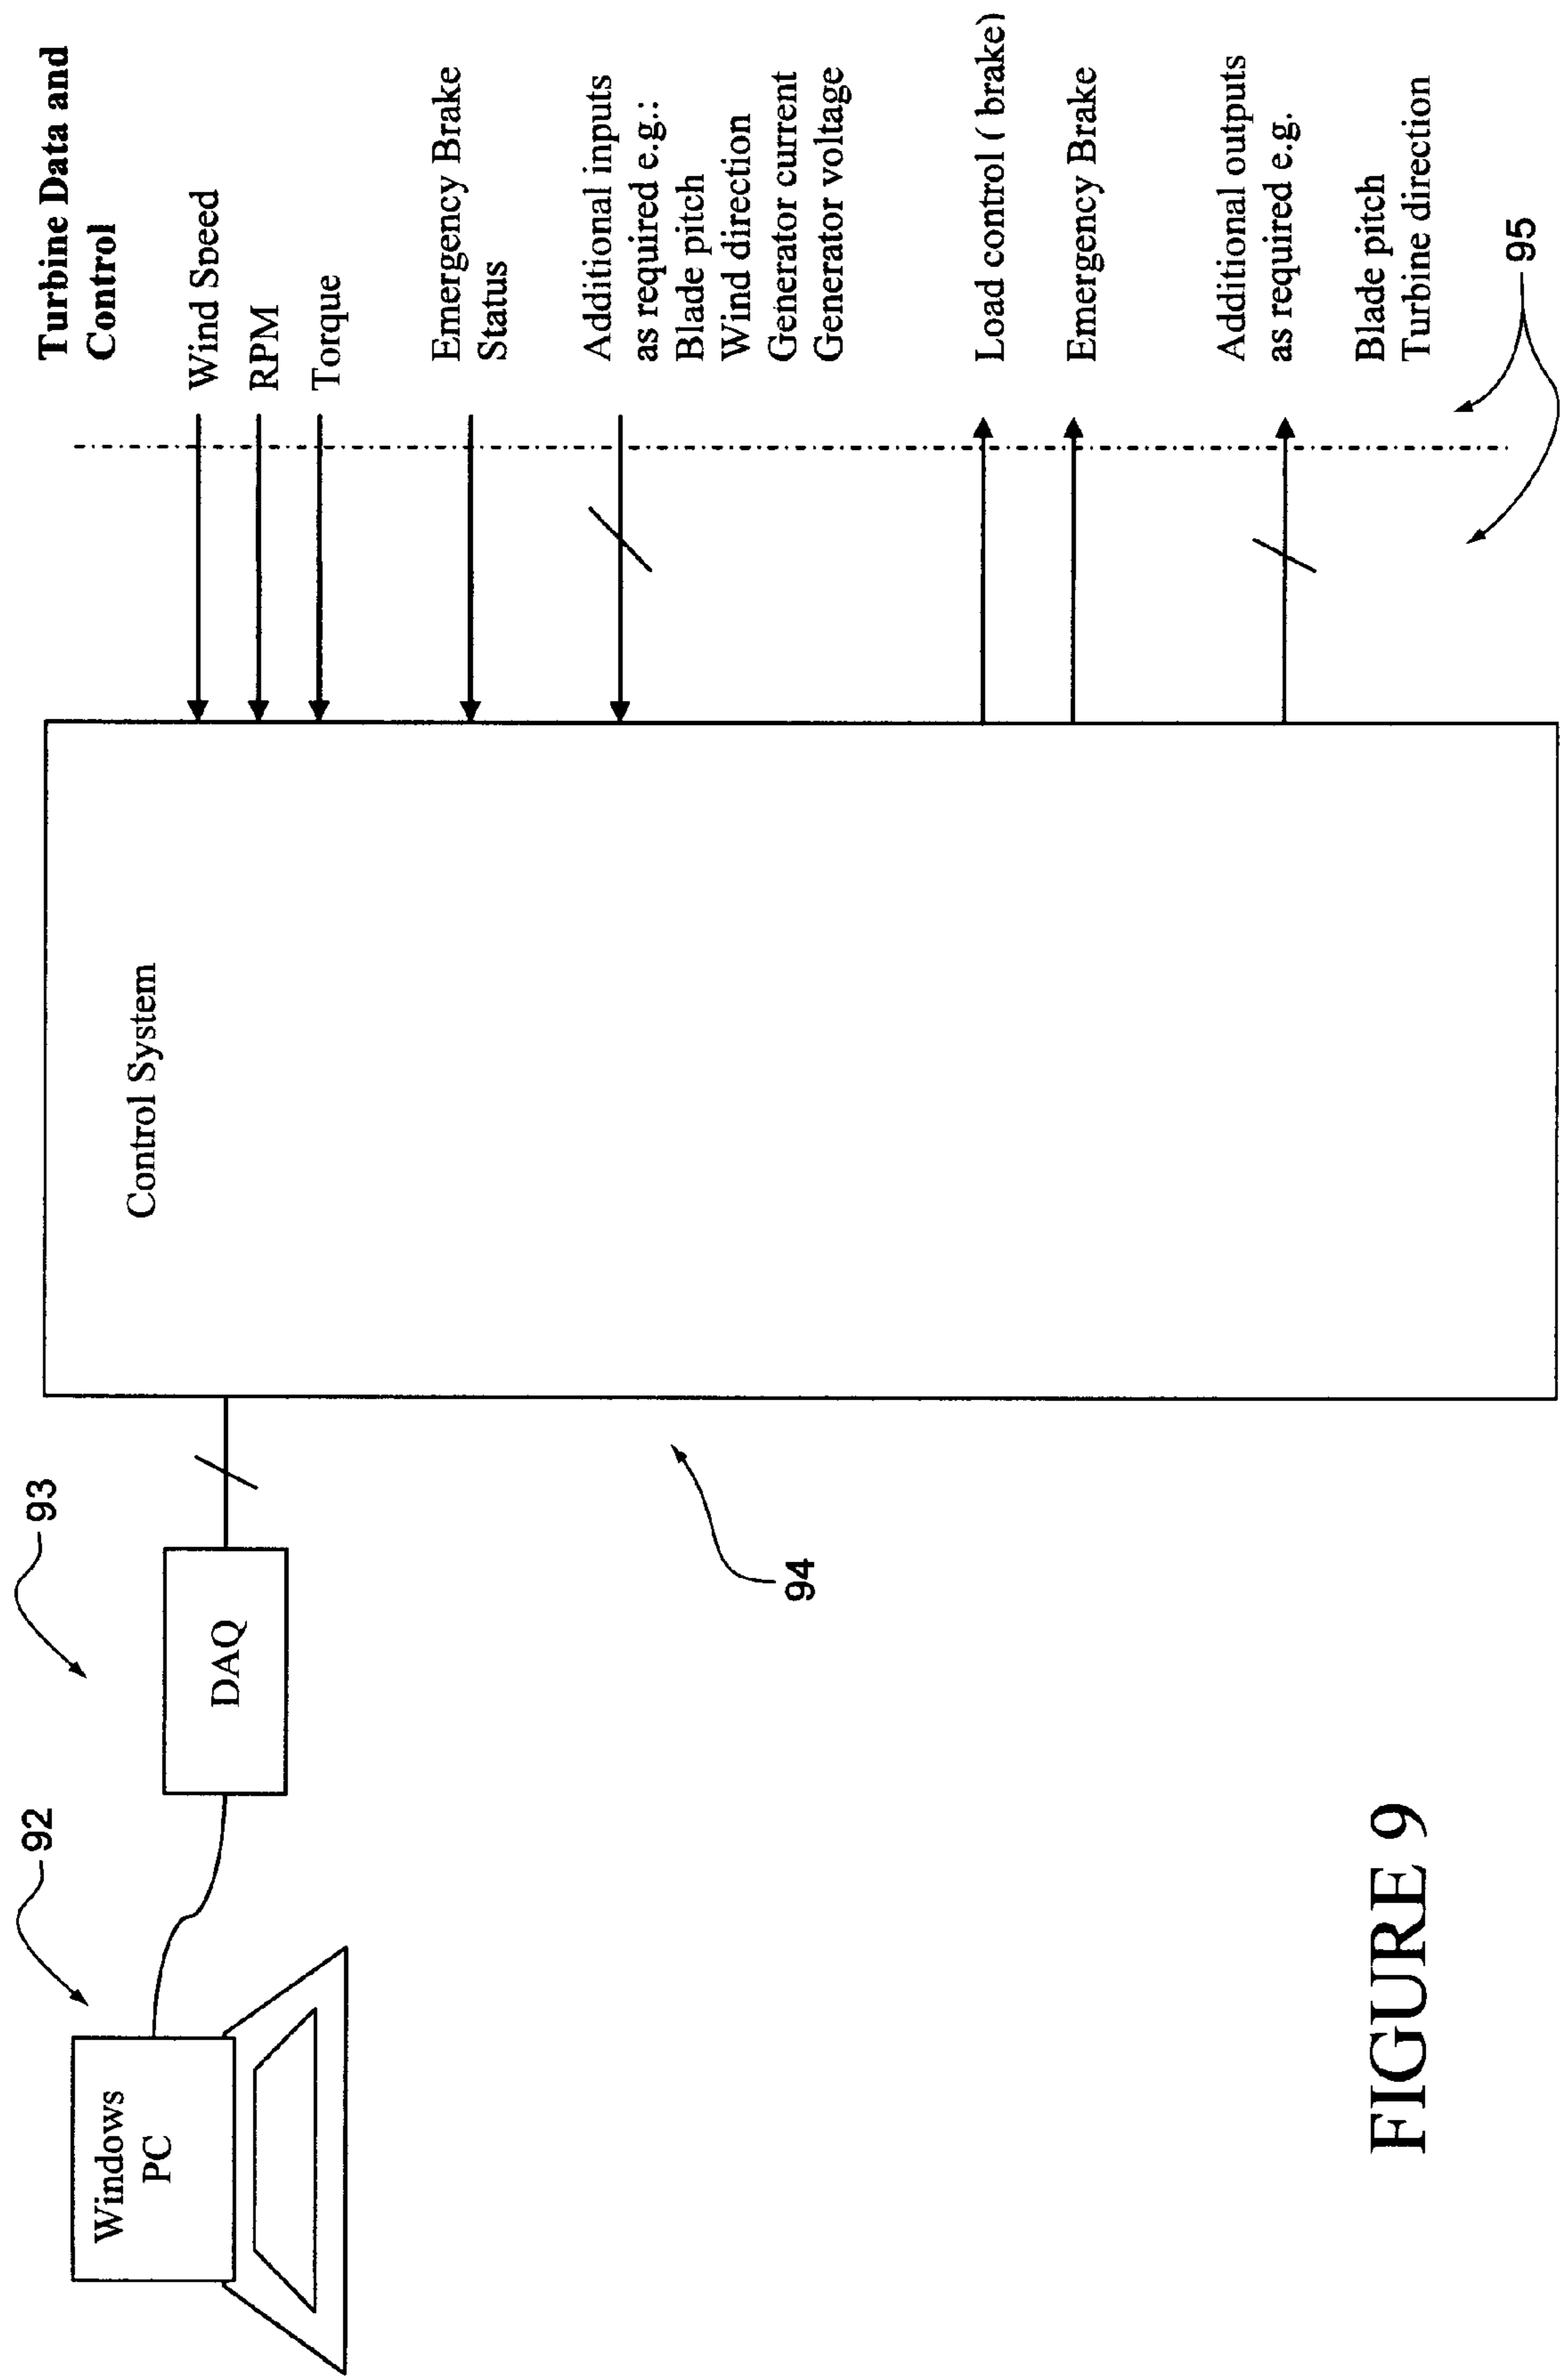 Turbine Data and
Control
92
93
Windows
PC
DAQ
Control System
94
Wind Speed
RPM
Torque
Emergency Brake
Status
Additional inputs
as required e.g.:
Blade pitch
Wind direction
Generator current
Generator voltage
Load control ( brake)
Emergency Brake
Additional outputs
as required e.g.
Blade pitch
Turbine direction
95
FIGURE 9